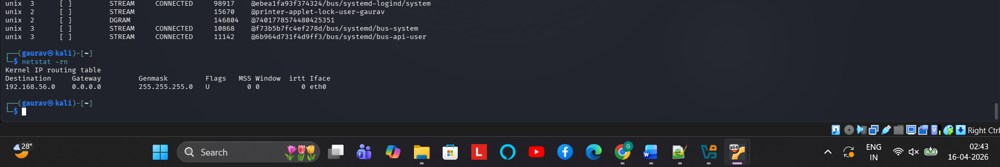 unix  3      [ ]         STREAM     CONNECTED     98917    @ebea1fa93f374324/bus/systemd-logind/system
unix  2      [ ]         STREAM                   15670    @printer-applet-lock-user-gaurav
unix  2      [ ]         DGRAM                    146804   @7401778574480425351
unix  3      [ ]         STREAM     CONNECTED     10868    @f73b5b7fc4ef278d/bus/systemd/bus-system
unix  3      [ ]         STREAM     CONNECTED     11142    @6b964d731f4d9ff3/bus/systemd/bus-api-user
┌──(gaurav㉿kali)-[~]
└─$ netstat -rn
Kernel IP routing table
Destination     Gateway         Genmask         Flags   MSS Window  irtt Iface
192.168.56.0    0.0.0.0         255.255.255.0   U         0 0          0 eth0
┌──(gaurav㉿kali)-[~]
└─$
Right Ctrl
28°
Search
T
L
G
W
x64
ENG
IN
02:43
16-04-2026